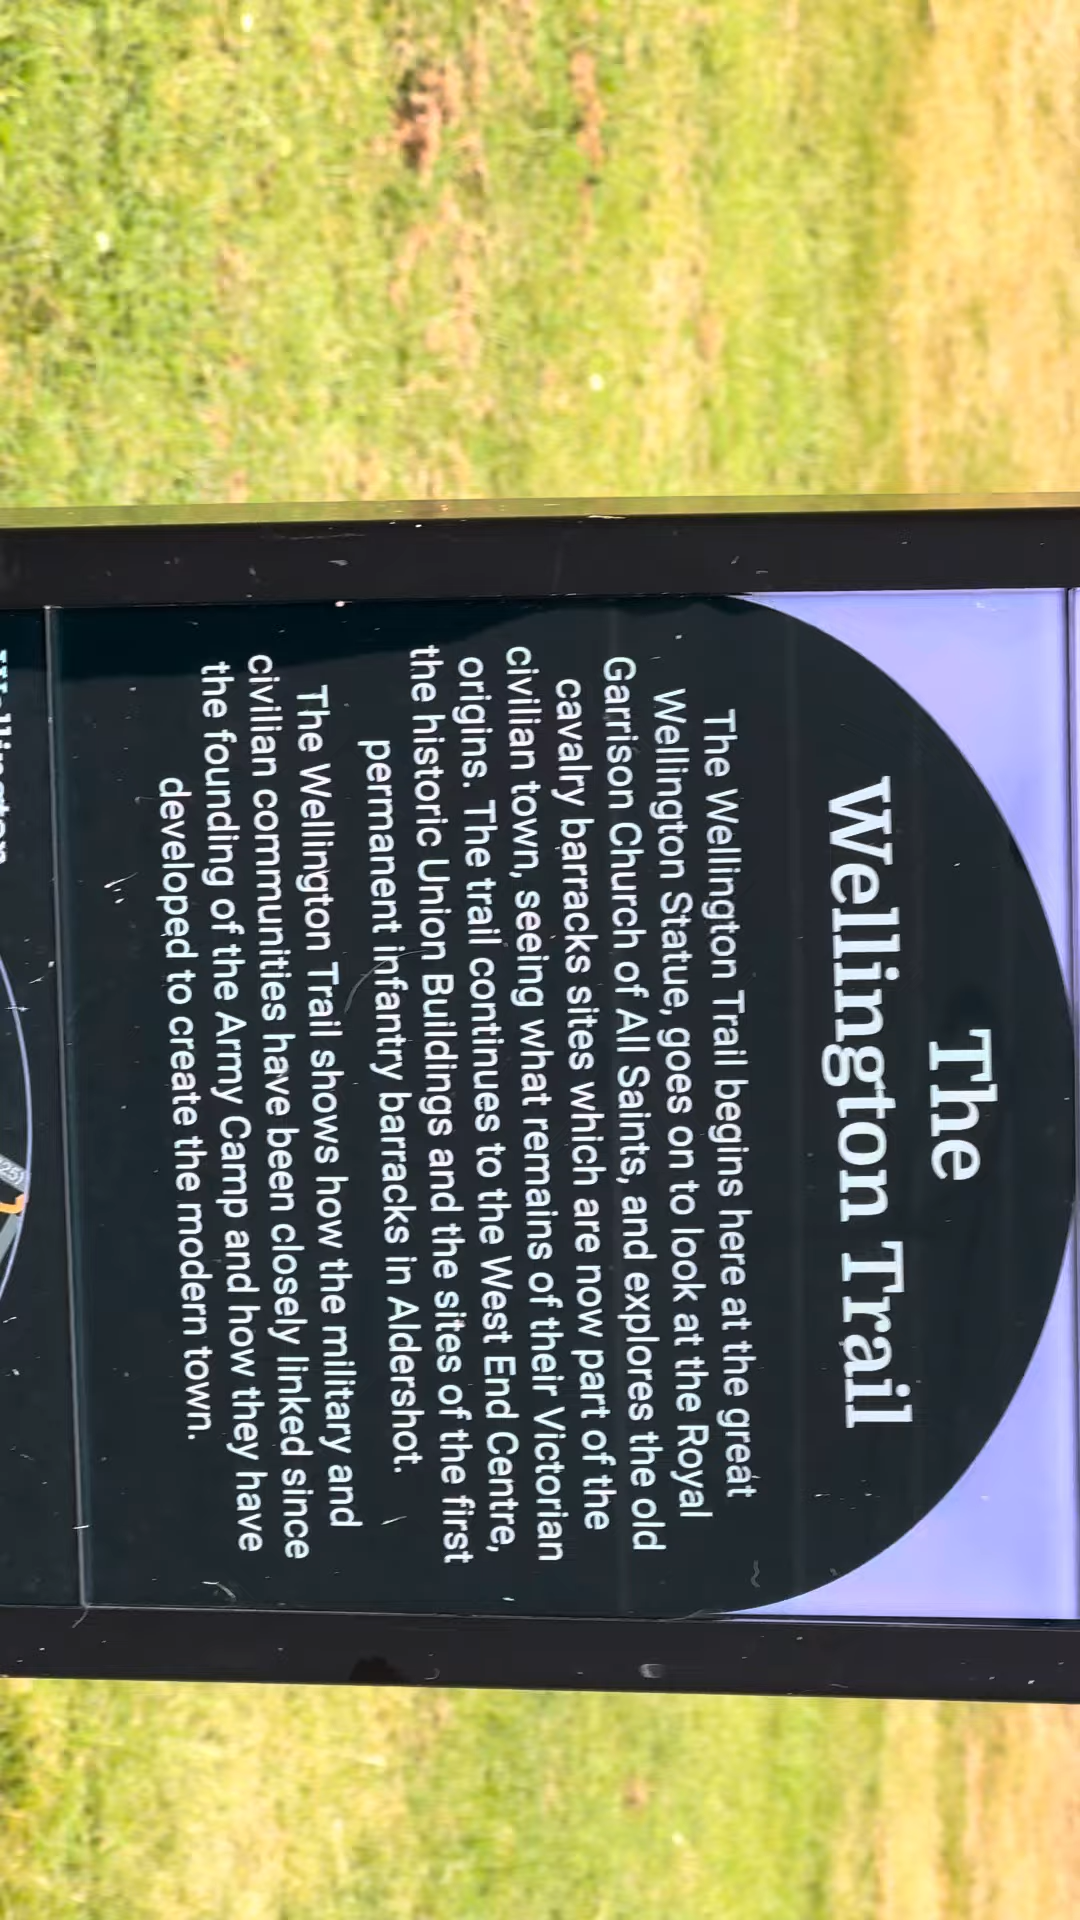 The
Wellington Trail
The Wellington Trail begins here at the great
Wellington Statue, goes on to look at the Royal
Garrison Church of All Saints, and explores the old
cavalry barracks sites which are now part of the
civilian town, seeing what remains of their Victorian
origins. The trail continues to the West End Centre,
the historic Union Buildings and the sites of the first
permanent infantry barracks in Aldershot.
The Wellington Trail shows how the military and
civilian communities have been closely linked since
the founding of the Army Camp and how they have
developed to create the modern town.